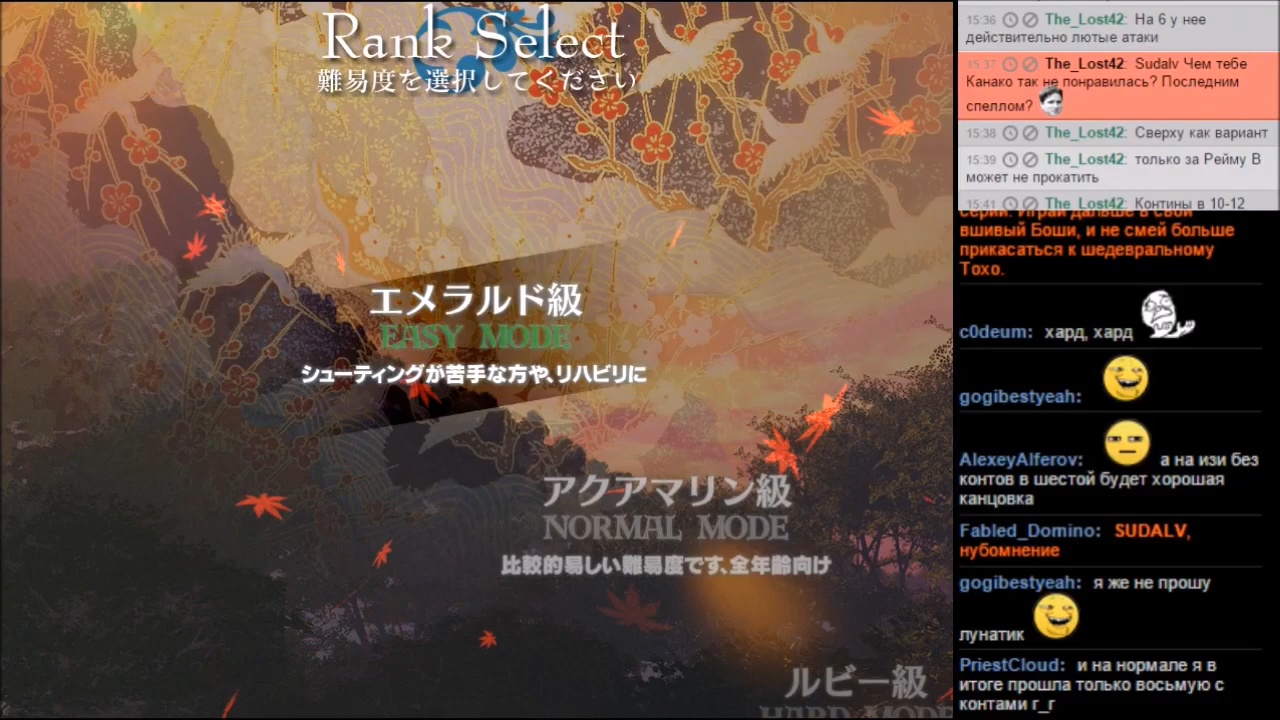 Rank Select
難易度を選択してください
エメラルド級
EASY MODE
シューティングが苦手な方や、リハビリに
アクアマリン級
NORMAL MODE
比較的易しい難易度です、全年齢向け
ルビー級
HARD MODE
15:36 The_Lost42: На 6 у нее
действительно лютые атаки
15:37 The_Lost42: Sudalv Чем тебе
Канако так не понравилась? Последним
спеллом?
15:38 The_Lost42: Сверху как вариант
15:39 The_Lost42: только за Рейму В
может не прокатить
15:41 The_Lost42: Контины в 10-12
серии. Играй дальше в свой
вшивый Боши, и не смей больше
прикасаться к шедевральному
Тохо.
c0deum: хард, хард
gogibestyeah:
AlexeyAlferov: а на изи без
контов в шестой будет хорошая
канцовка
Fabled_Domino: SUDALV,
нубомнение
gogibestyeah: я же не прошу
лунатик
PriestCloud: и на нормале я в
итоге прошла только восьмую с
контами г_г